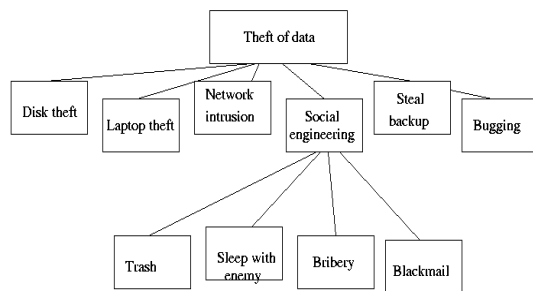 Theft of data
Disk theft
Laptop theft
Network
intrusion
Social
engineering
Steal
backup
Bugging
Trash
Sleep with
enemy
Bribery
Blackmail